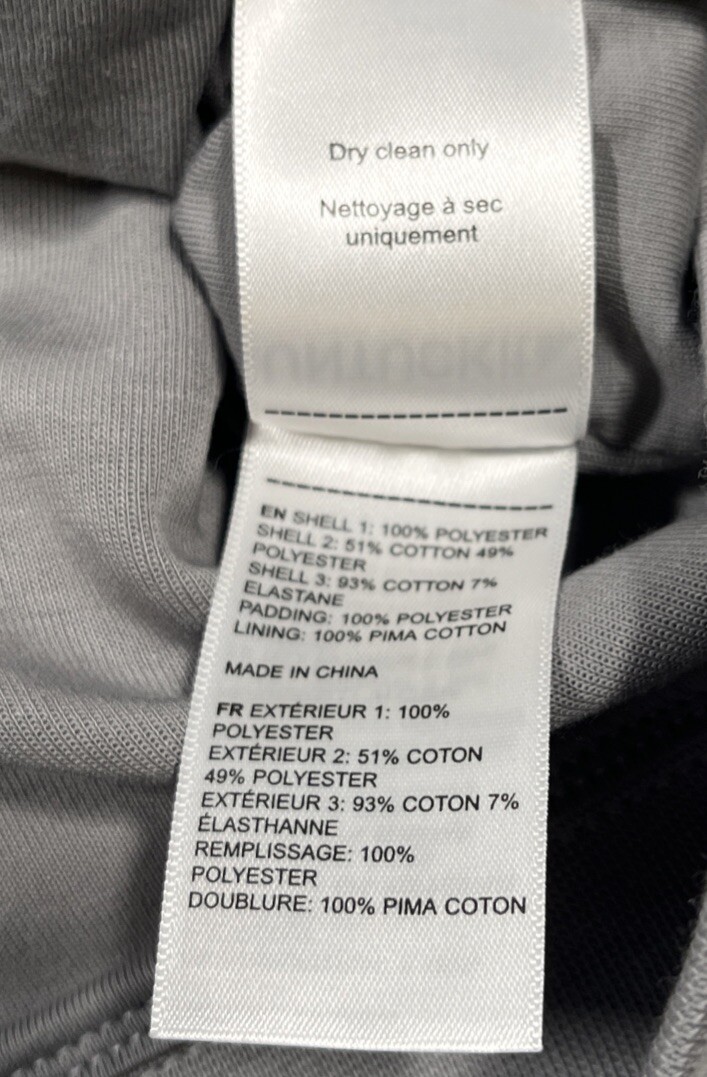 Dry clean only
Nettoyage à sec
uniquement
EN SHELL 1: 100% POLYESTER
SHELL 2: 51% COTTON 49%
POLYESTER
SHELL 3: 93% COTTON 7%
ELASTANE
PADDING: 100% POLYESTER
LINING: 100% PIMA COTTON
MADE IN CHINA
FR EXTÉRIEUR 1: 100%
POLYESTER
EXTÉRIEUR 2: 51% COTON
49% POLYESTER
EXTÉRIEUR 3: 93% COTON 7%
ÉLASTHANNE
REMPLISSAGE: 100%
POLYESTER
DOUBLURE: 100% PIMA COTON